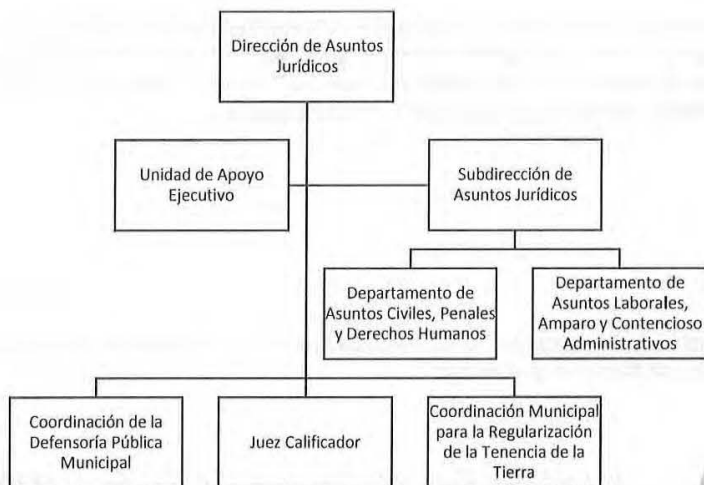 Dirección de Asuntos
Jurídicos
Unidad de Apoyo
Ejecutivo
Subdirección de
Asuntos Jurídicos
Departamento de
Asuntos Civiles, Penales
y Derechos Humanos
Departamento de
Asuntos Laborales,
Amparo y Contencioso
Administrativos
Coordinación de la
Defensoría Pública
Municipal
Juez Calificador
Coordinación Municipal
para la Regularización
de la Tenencia de la
Tierra